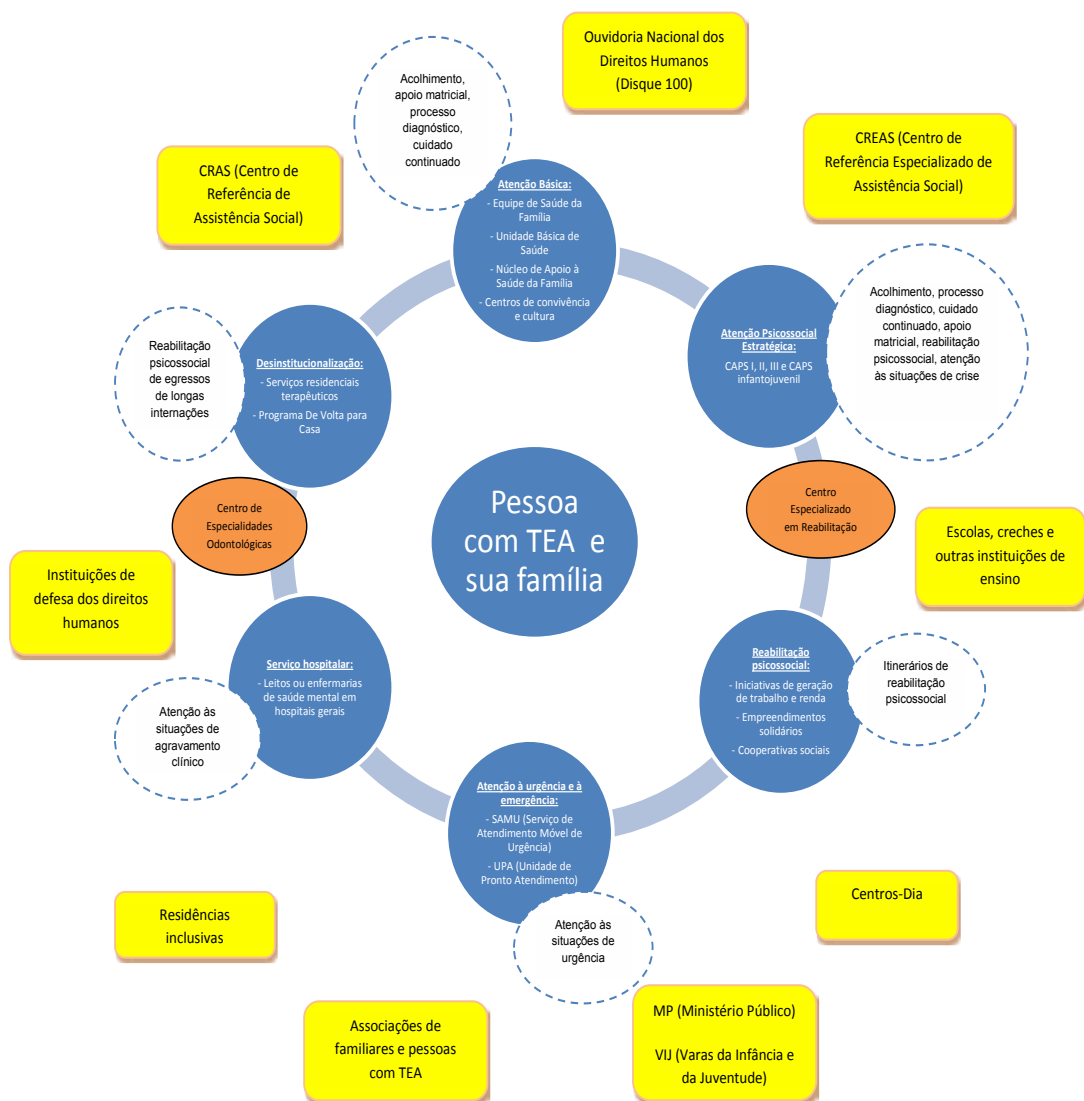 Ouvidoria Nacional dos
Direitos Humanos
(Disque 100)
Acolhimento,
apoio matricial,
processo
diagnóstico,
cuidado
continuado
CREAS (Centro de
Referência Especializado de
Assistência Social)
CRAS (Centro de
Referência de
Assistência Social)
Atenção Básica:
- Equipe de Saúde da
Família
- Unidade Básica de
Saúde
- Núcleo de Apoio à
Saúde da Família
- Centros de convivência
e cultura
Acolhimento, processo
diagnóstico, cuidado
continuado, apoio
matricial, reabilitação
psicossocial, atenção
às situações de crise
Atenção Psicossocial
Estratégica:
CAPS I, II, III e CAPS
infantojuvenil
Reabilitação
psicossocial
de egressos
de longas
internações
Desinstitucionalização:
- Serviços residenciais
terapêuticos
- Programa De Volta para
Casa
Centro de
Especialidades
Odontológicas
Pessoa
com TEA e
sua família
Centro
Especializado
em Reabilitação
Escolas, creches e
outras instituições de
ensino
Instituições de
defesa dos direitos
humanos
Serviço hospitalar:
- Leitos ou enfermarias
de saúde mental em
hospitais gerais
Reabilitação
psicossocial:
- Iniciativas de geração
de trabalho e renda
- Empreendimentos
solidários
- Cooperativas sociais
Itinerários de
reabilitação
psicossocial
Atenção às
situações de
agravamento
clínico
Atenção à urgência e à
emergência:
- SAMU (Serviço de
Atendimento Móvel de
Urgência)
- UPA (Unidade de
Pronto Atendimento)
Centros-Dia
Residências
inclusivas
Atenção às
situações de
urgência
MP (Ministério Público)
VIJ (Varas da Infância e
da Juventude)
Associações de
familiares e pessoas
com TEA